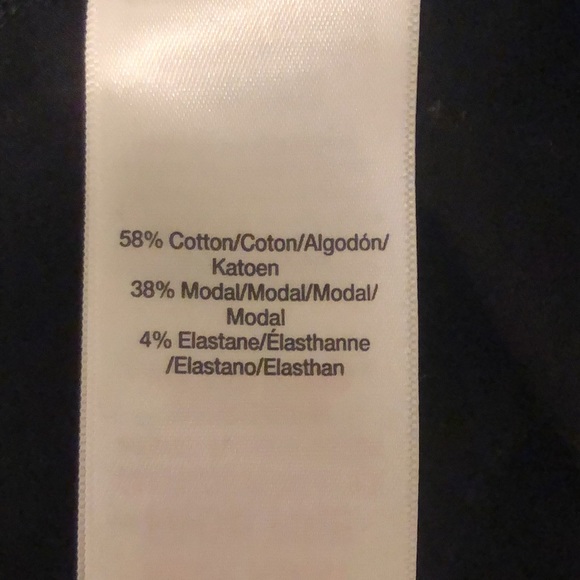 58% Cotton/Coton/Algodón/
Katoen
38% Modal/Modal/Modal/
Modal
4% Elastane/Élasthanne
/Elastano/Elasthan